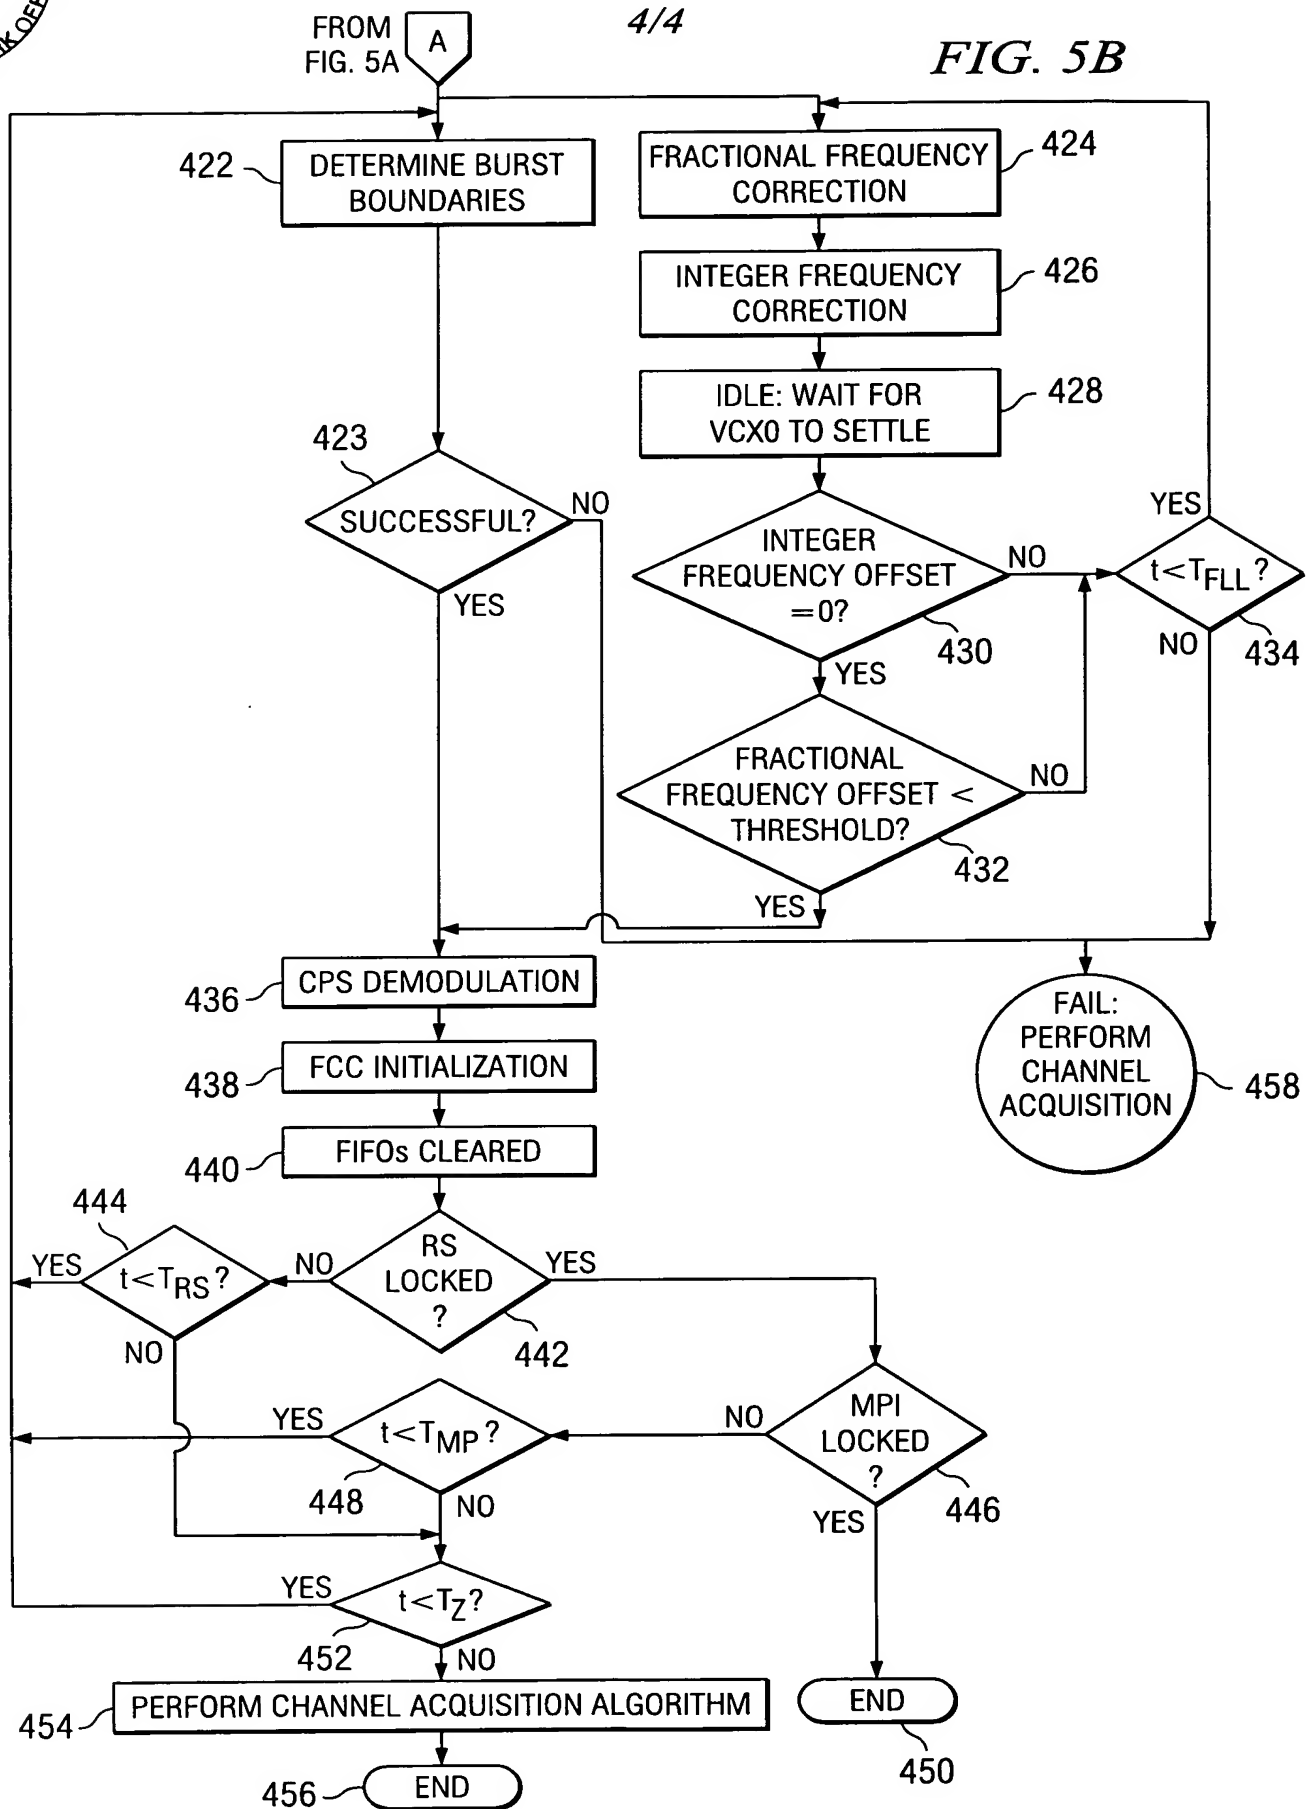 4/4
FROM
FIG. 5A
A
FIG. 5B
422
DETERMINE BURST
BOUNDARIES
FRACTIONAL FREQUENCY
CORRECTION
424
INTEGER FREQUENCY
CORRECTION
426
IDLE: WAIT FOR
VCX0 TO SETTLE
428
423
SUCCESSFUL?
NO
YES
INTEGER
FREQUENCY OFFSET
=0?
NO
430
YES
YES
t<TFLL?
NO
434
FRACTIONAL
FREQUENCY OFFSET <
THRESHOLD?
NO
432
YES
436
CPS DEMODULATION
438
FCC INITIALIZATION
440
FIFOs CLEARED
FAIL:
PERFORM
CHANNEL
ACQUISITION
458
444
YES
t<TRS?
NO
NO
RS
LOCKED
?
YES
442
YES
t<TMP?
448
NO
NO
MPI
LOCKED
?
446
YES
YES
t<TZ?
452
NO
454
PERFORM CHANNEL ACQUISITION ALGORITHM
END
450
456
END